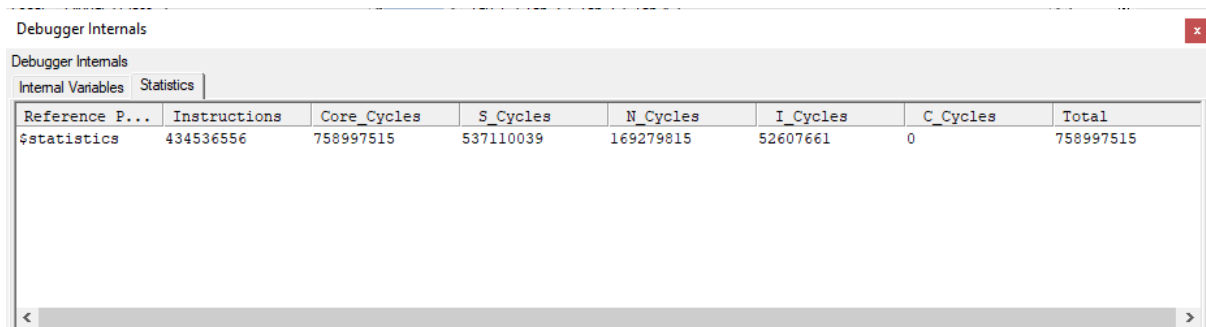 Debugger Internals
x
Debugger Internals
Internal Variables Statistics
Reference P... Instructions Core_Cycles S_Cycles N_Cycles I_Cycles C_Cycles Total
$statistics 434536556 758997515 537110039 169279815 52607661 0 758997515